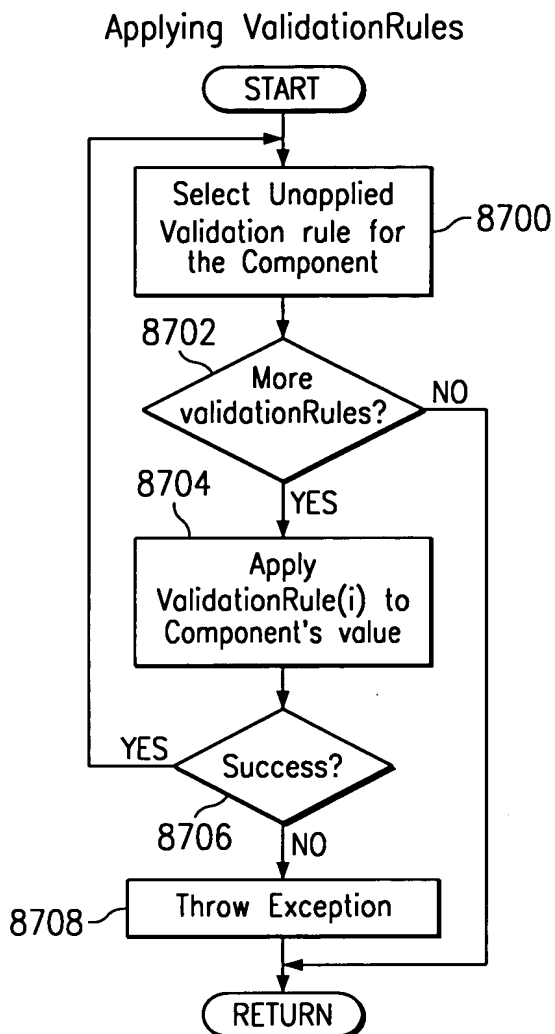 Applying ValidationRules
START
Select Unapplied
Validation rule for
the Component
8700
8702
More
validationRules?
NO
YES
8704
Apply
ValidationRule(i) to
Component's value
YES
Success?
8706
NO
Throw Exception
8708
RETURN